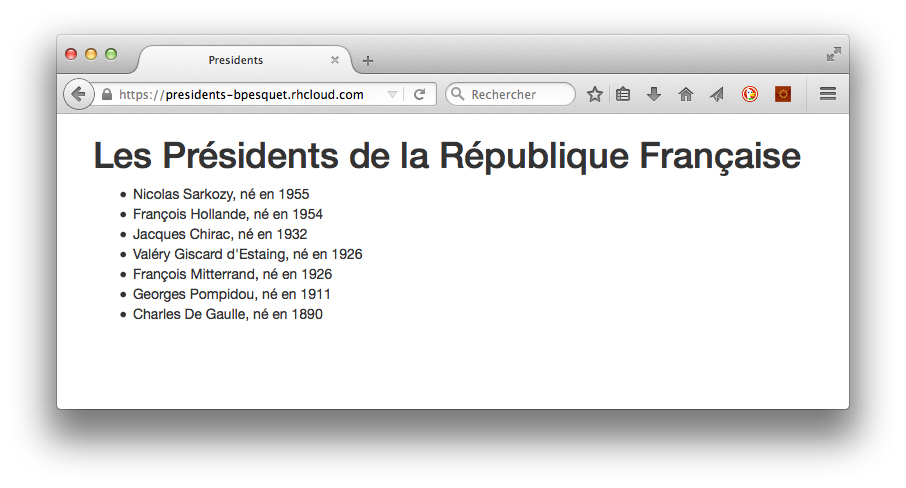 Presidents
https://presidents-bpesquet.rhcloud.com
Rechercher
Les Présidents de la République Française
Nicolas Sarkozy, né en 1955
François Hollande, né en 1954
Jacques Chirac, né en 1932
Valéry Giscard d'Estaing, né en 1926
François Mitterrand, né en 1926
Georges Pompidou, né en 1911
Charles De Gaulle, né en 1890